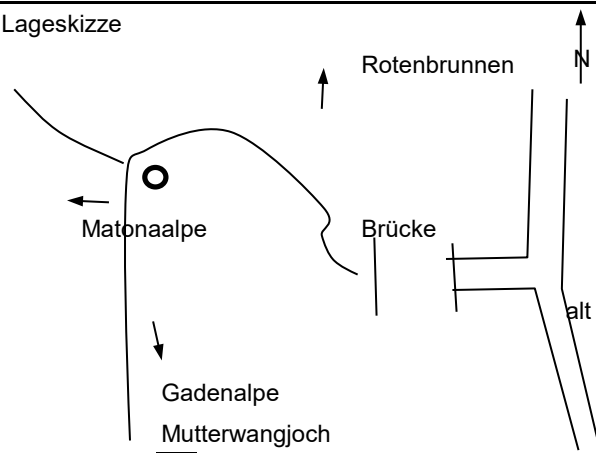 Lageskizze
N
Rotenbrunnen
Matonaalpe
Brücke
alt
Gadenalpe
Mutterwangjoch